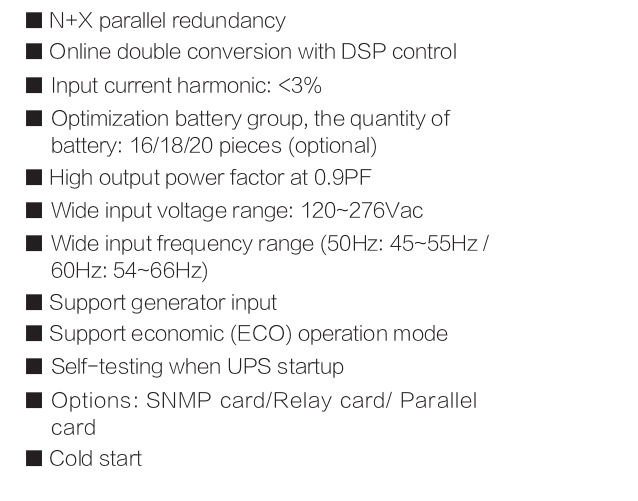 ■ N+X parallel redundancy
■ Online double conversion with DSP control
■ Input current harmonic: <3%
■ Optimization battery group, the quantity of
battery: 16/18/20 pieces (optional)
■ High output power factor at 0.9PF
■ Wide input voltage range: 120~276Vac
■ Wide input frequency range (50Hz: 45~55Hz /
60Hz: 54~66Hz)
■ Support generator input
■ Support economic (ECO) operation mode
■ Self-testing when UPS startup
■ Options: SNMP card/Relay card/ Parallel
card
■ Cold start